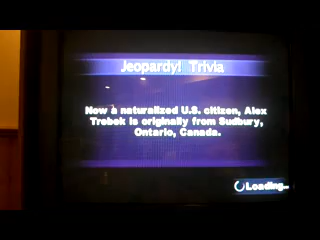 Jeopardy! Trivia
Now a naturalized U.S. citizen, Alex
Trebek is originally from Sudbury,
Ontario, Canada.
Loading...